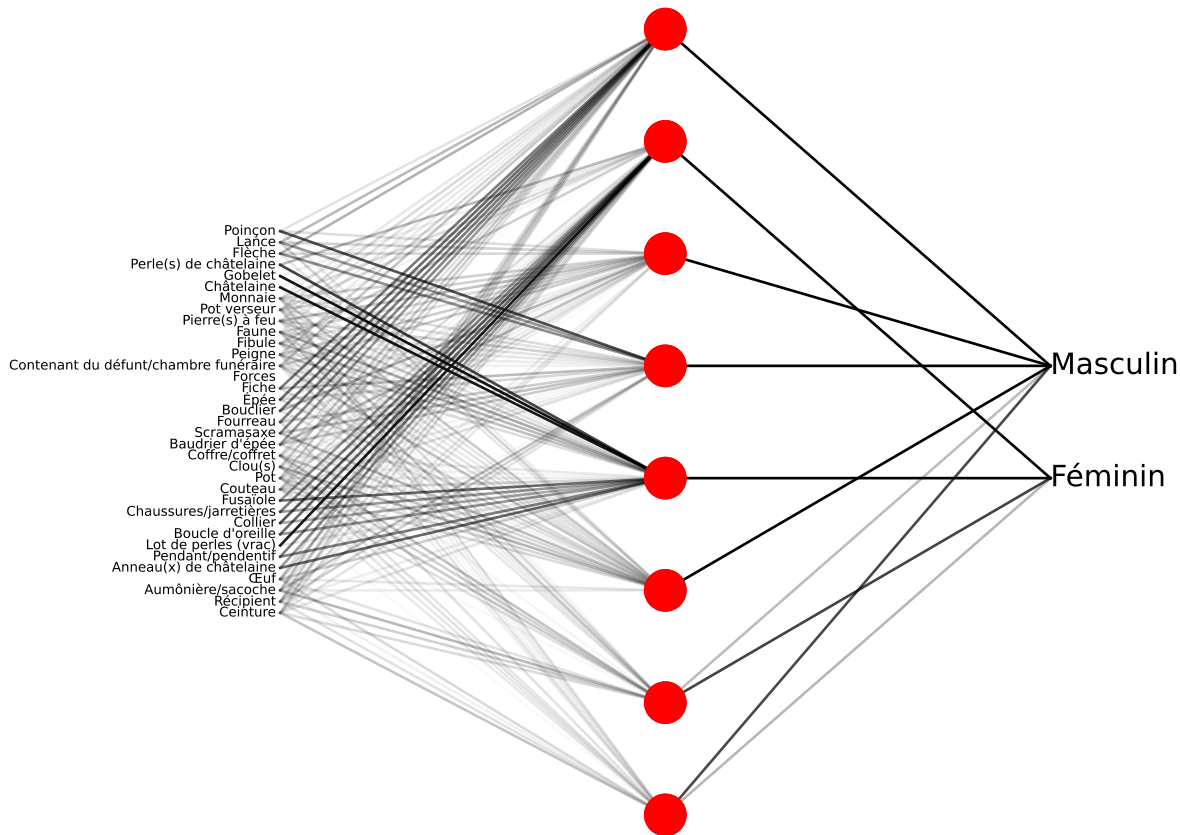 Poinçon
Lance
Flèche
Perle(s) de châtelaine
Gobelet
Châtelaine
Monnaie
Pot verseur
Pierre(s) à feu
Faune
Fibule
Peigne
Contenant du défunt/chambre funéraire
Forces
Fiche
Épée
Bouclier
Fourreau
Scramasaxe
Baudrier d'épée
Coffre/coffret
Clou(s)
Pot
Couteau
Fusaïole
Chaussures/jarretières
Collier
Boucle d'oreille
Lot de perles (vrac)
Pendant/pendentif
Anneau(x) de châtelaine
Œuf
Aumônière/sacoche
Récipient
Ceinture
Masculin
Féminin